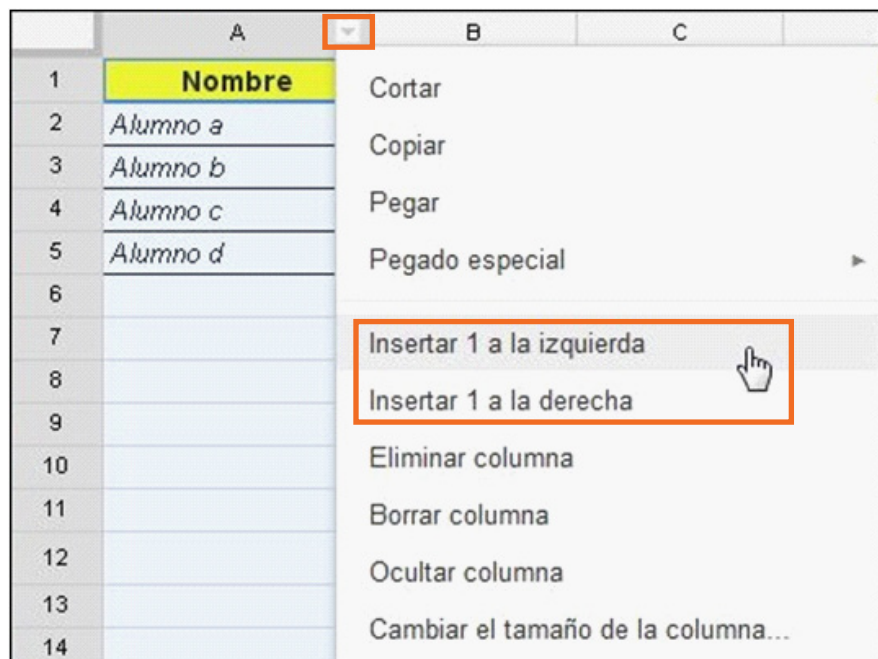 A B C
1 Nombre
2 Alumno a
3 Alumno b
4 Alumno c
5 Alumno d
6
7
8
9
10
11
12
13
14
Cortar
Copiar
Pegar
Pegado especial
Insertar 1 a la izquierda
Insertar 1 a la derecha
Eliminar columna
Borrar columna
Ocultar columna
Cambiar el tamaño de la columna...